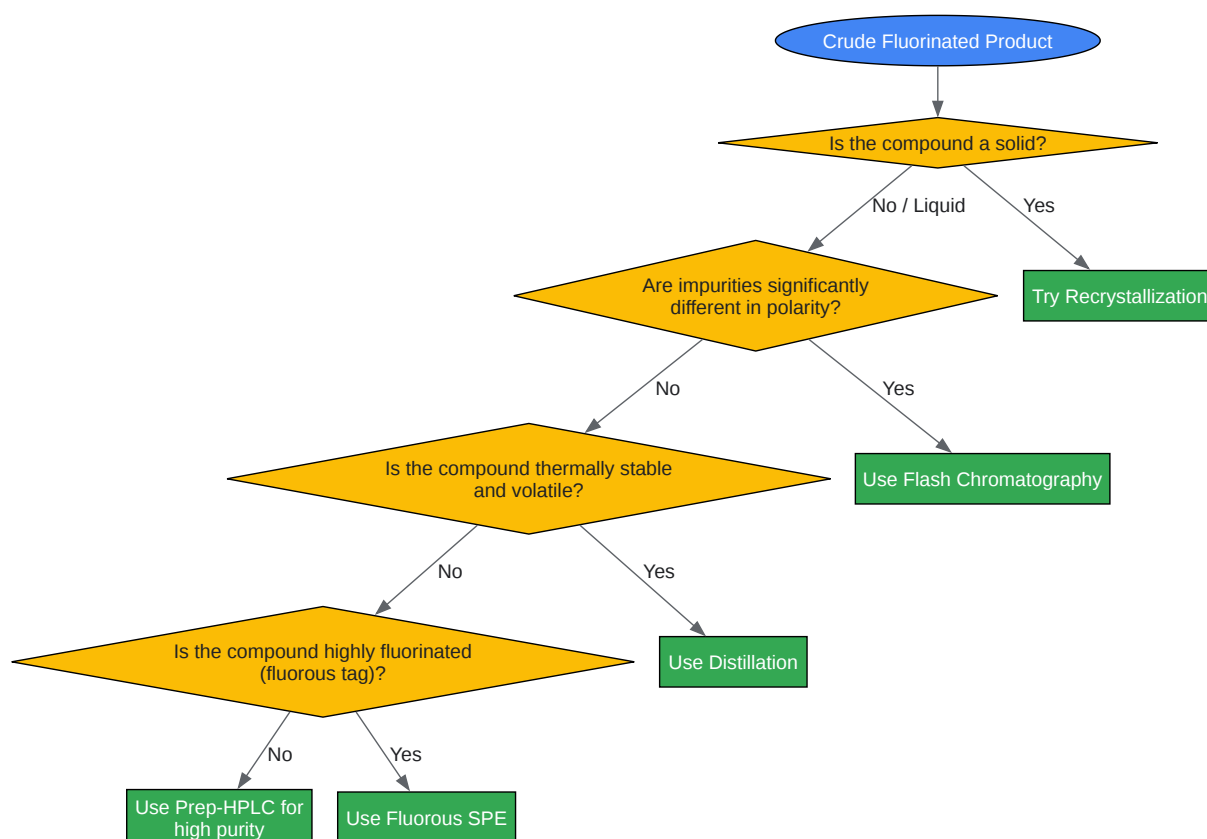 Crude Fluorinated Product
Is the compound a solid?
No / Liquid
Yes
Are impurities significantly
different in polarity?
Try Recrystallization
No
Yes
Is the compound thermally stable
and volatile?
Use Flash Chromatography
No
Yes
Is the compound highly fluorinated
(fluorous tag)?
Use Distillation
No
Yes
Use Prep-HPLC for
high purity
Use Fluorous SPE